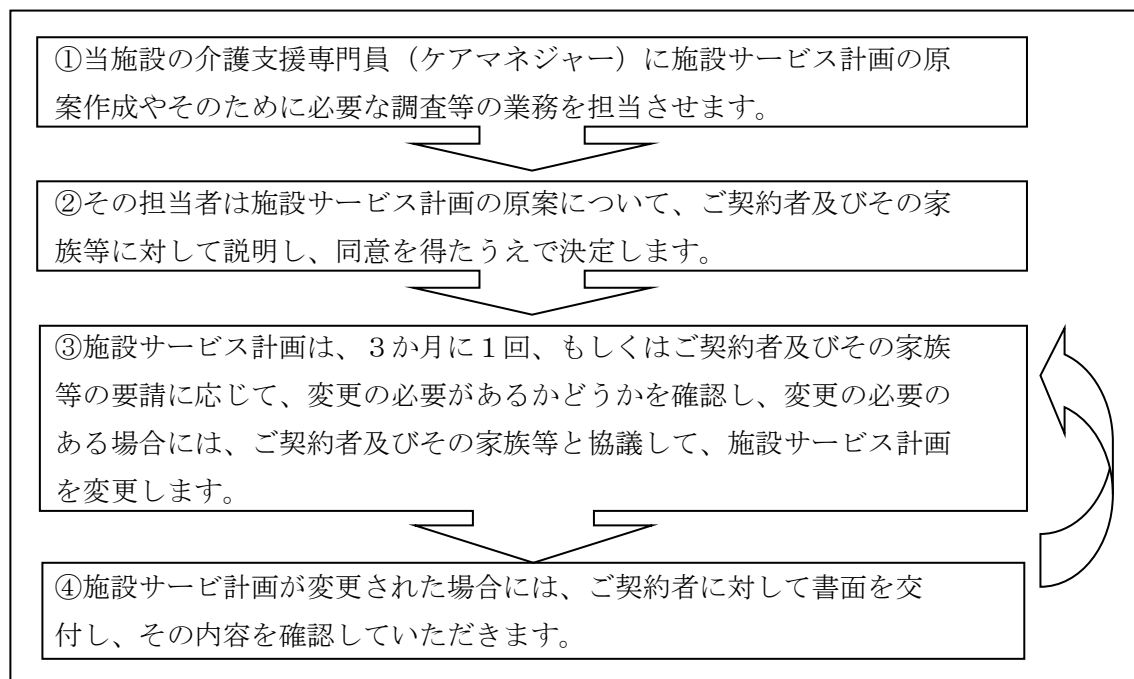 ①当施設の介護支援専門員（ケアマネジャー）に施設サービス計画の原
案作成やそのために必要な調査等の業務を担当させます。
②その担当者は施設サービス計画の原案について、ご契約者及びその家
族等に対して説明し、同意を得たうえで決定します。
③施設サービス計画は、３か月に１回、もしくはご契約者及びその家族
等の要請に応じて、変更の必要があるかどうかを確認し、変更の必要の
ある場合には、ご契約者及びその家族等と協議して、施設サービス計画
を変更します。
④施設サービ計画が変更された場合には、ご契約者に対して書面を交
付し、その内容を確認していただきます。